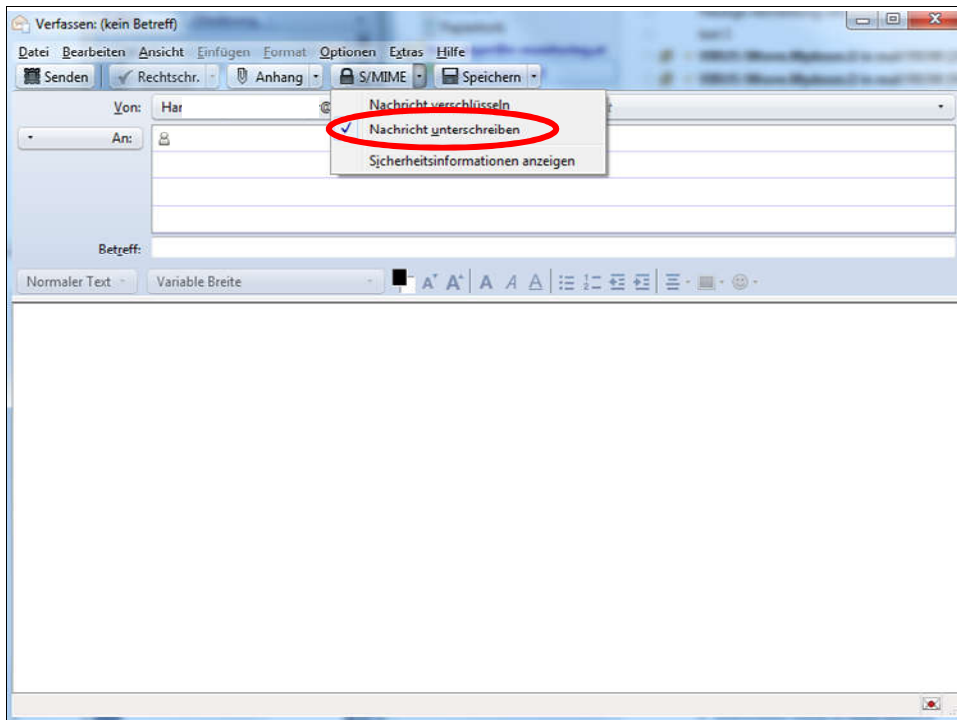 Verfassen: (kein Betreff)
Datei Bearbeiten Ansicht Einfügen Format Optionen Extras Hilfe
Senden Rechtschr. Anhang S/MIME Speichern
Von: Har @
Nachricht verschlüsseln
An:
Nachricht unterschreiben
Sicherheitsinformationen anzeigen
Betreff:
Normaler Text Variable Breite